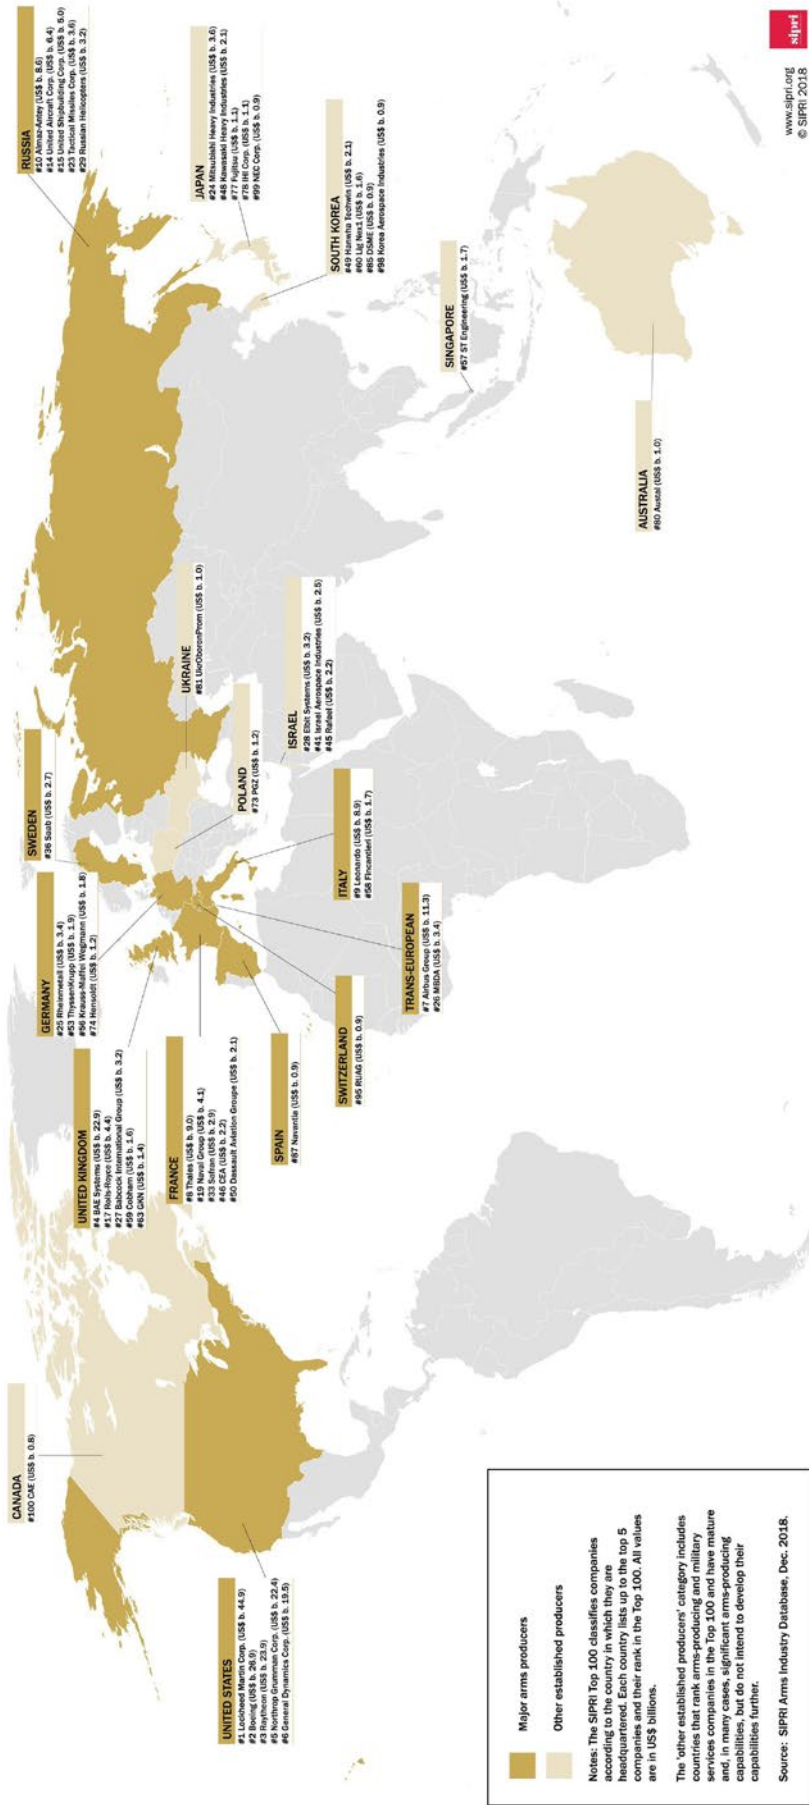 CANADA
#100 CAE (US$ b. 0.8)
UNITED STATES
#1 Lockheed Martin Corp. (US$ b. 44.9)
#2 Boeing (US$ b. 26.9)
#3 Raytheon (US$ b. 23.9)
#5 Northrop Grumman Corp. (US$ b. 22.4)
#6 General Dynamics Corp. (US$ b. 19.5)
UNITED KINGDOM
#4 BAE Systems (US$ b. 22.9)
#17 Rolls-Royce (US$ b. 4.4)
#27 Babcock International Group (US$ b. 3.2)
#59 Cobham (US$ b. 1.6)
#63 GKN (US$ b. 1.4)
FRANCE
#8 Thales (US$ b. 9.0)
#19 Naval Group (US$ b. 4.1)
#33 Safran (US$ b. 2.9)
#46 CEA (US$ b. 2.2)
#50 Dassault Aviation Groupe (US$ b. 2.1)
SPAIN
#87 Navantia (US$ b. 0.9)
GERMANY
#25 Rheinmetall (US$ b. 3.4)
#53 ThyssenKrupp (US$ b. 1.9)
#56 Krauss-Maffei Wegmann (US$ b. 1.8)
#74 Hensoldt (US$ b. 1.2)
SWEDEN
#36 Saab (US$ b. 2.7)
SWITZERLAND
#95 RUAG (US$ b. 0.9)
TRANS-EUROPEAN
#7 Airbus Group (US$ b. 11.3)
#26 MBDA (US$ b. 3.4)
ITALY
#9 Leonardo (US$ b. 8.9)
#58 Fincantieri (US$ b. 1.7)
POLAND
#73 PGZ (US$ b. 1.2)
UKRAINE
#81 UkrOboronProm (US$ b. 1.0)
ISRAEL
#28 Elbit Systems (US$ b. 3.2)
#41 Israel Aerospace Industries (US$ b. 2.5)
#45 Rafael (US$ b. 2.2)
RUSSIA
#10 Almaz-Antey (US$ b. 8.6)
#14 United Aircraft Corp. (US$ b. 6.4)
#15 United Shipbuilding Corp. (US$ b. 5.0)
#23 Tactical Missiles Corp. (US$ b. 3.6)
#29 Russian Helicopters (US$ b. 3.2)
JAPAN
#24 Mitsubishi Heavy Industries (US$ b. 3.6)
#48 Kawasaki Heavy Industries (US$ b. 2.1)
#77 Fujitsu (US$ b. 1.1)
#78 IHI Corp. (US$ b. 1.1)
#99 NEC Corp. (US$ b. 0.9)
SOUTH KOREA
#49 Hanwha Techwin (US$ b. 2.1)
#60 Lig Nex1 (US$ b. 1.6)
#85 DSME (US$ b. 0.9)
#98 Korea Aerospace Industries (US$ b. 0.9)
SINGAPORE
#57 ST Engineering (US$ b. 1.7)
AUSTRALIA
#80 Austal (US$ b. 1.0)
Major arms producers
Other established producers
Notes: The SIPRI Top 100 classifies companies
according to the country in which they are
headquartered. Each country lists up to the top 5
companies and their rank in the Top 100. All values
are in US$ billions.
The 'other established producers' category includes
countries that rank arms-producing and military
services companies in the Top 100 and have mature
and, in many cases, significant arms-producing
capabilities, but do not intend to develop their
capabilities further.
Source: SIPRI Arms Industry Database, Dec. 2018.
www.sipri.org
© SIPRI 2018
sipri